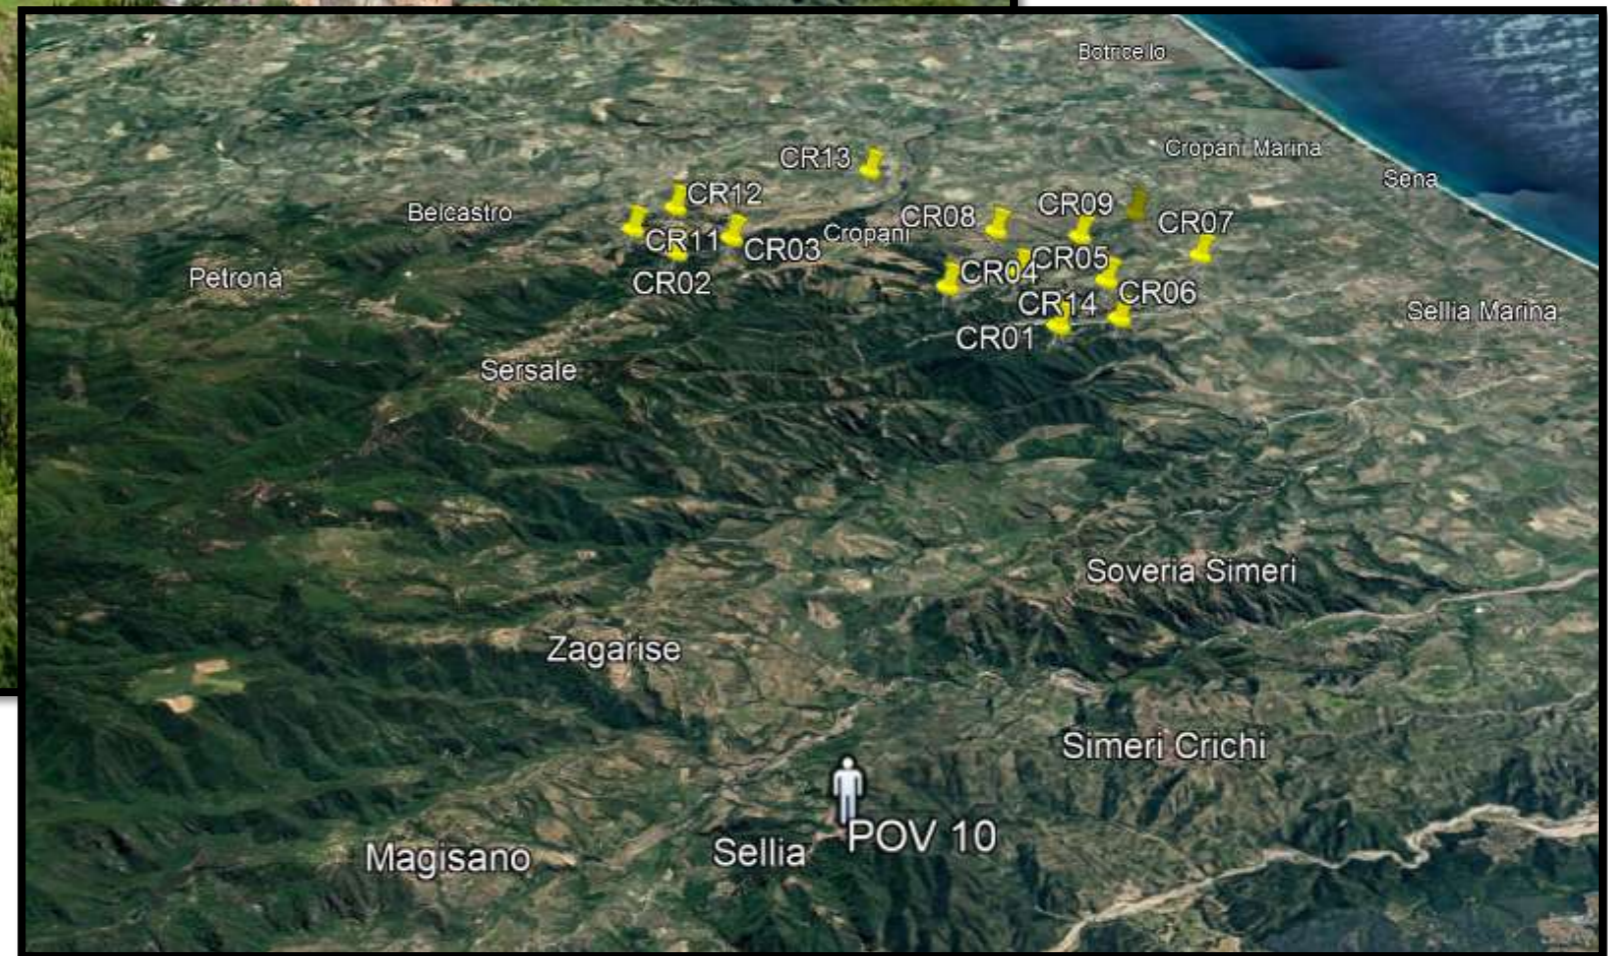 Botricello
Cropani Marina
CR13
Sena
CR12
CR09
Belcastro
CR08
CR07
Cropani
CR11
CR03
CR05
CR04
Petronà
CR02
CR06
CR14
Sellia Marina
CR01
Sersale
Soveria Simeri
Zagarise
Simeri Crichi
POV 10
Sellia
Magisano